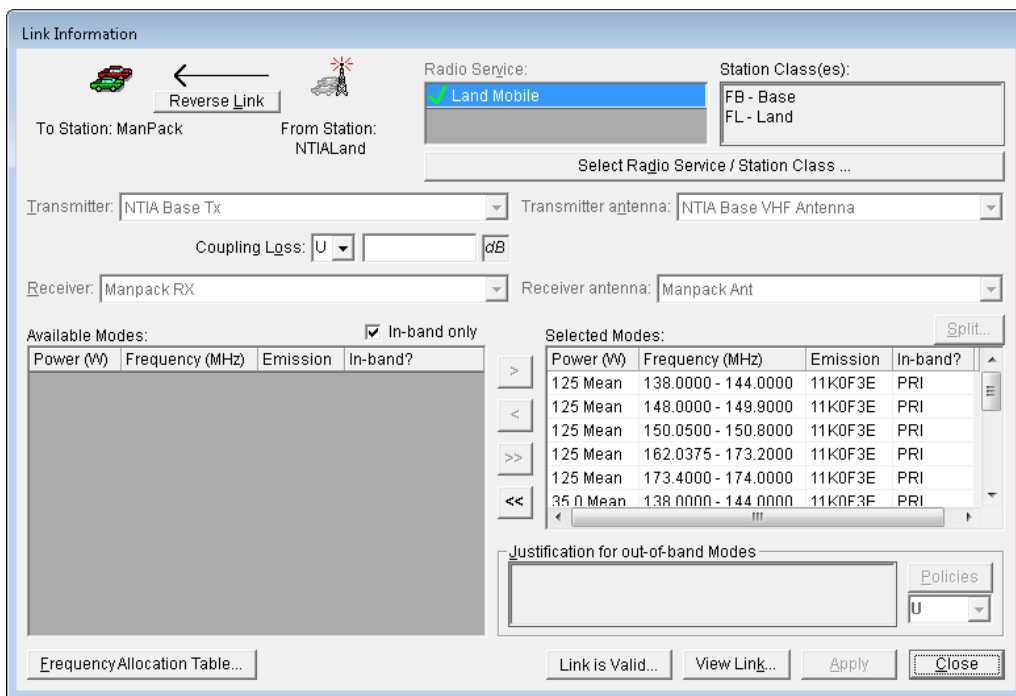 Link Information
Reverse Link
To Station: ManPack
From Station:
NTIALand
Radio Service:
Land Mobile
Station Class(es):
FB - Base
FL - Land
Select Radio Service / Station Class ...
Transmitter: NTIA Base Tx
Transmitter antenna: NTIA Base VHF Antenna
Coupling Loss: U dB
Receiver: Manpack RX
Receiver antenna: Manpack Ant
Available Modes:
In-band only
Power (W) Frequency (MHz) Emission In-band?
>
<
>>
<<
Selected Modes:
Split...
Power (W) Frequency (MHz) Emission In-band?
125 Mean 138.0000 - 144.0000 11K0F3E PRI
125 Mean 148.0000 - 149.9000 11K0F3E PRI
125 Mean 150.0500 - 150.8000 11K0F3E PRI
125 Mean 162.0375 - 173.2000 11K0F3E PRI
125 Mean 173.4000 - 174.0000 11K0F3E PRI
35.0 Mean 138.0000 - 144.0000 11K0F3E PRI
Justification for out-of-band Modes
Policies
U
Frequency Allocation Table...
Link is Valid...
View Link...
Apply
Close